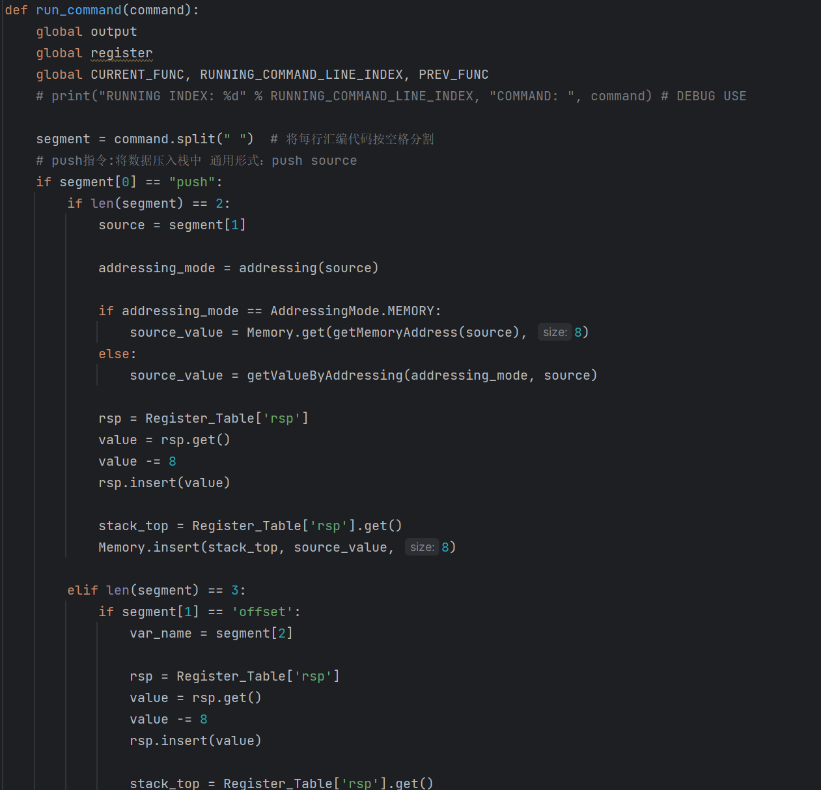 def run_command(command):
    global output
    global register
    global CURRENT_FUNC, RUNNING_COMMAND_LINE_INDEX, PREV_FUNC
    # print("RUNNING INDEX: %d" % RUNNING_COMMAND_LINE_INDEX, "COMMAND: ", command) # DEBUG USE
    segment = command.split(" ")  # 将每行汇编代码按空格分割
    # push指令:将数据压入栈中 通用形式：push source
    if segment[0] == "push":
        if len(segment) == 2:
            source = segment[1]
            addressing_mode = addressing(source)
            if addressing_mode == AddressingMode.MEMORY:
                source_value = Memory.get(getMemoryAddress(source), size: 8)
            else:
                source_value = getValueByAddressing(addressing_mode, source)
            rsp = Register_Table['rsp']
            value = rsp.get()
            value -= 8
            rsp.insert(value)
            stack_top = Register_Table['rsp'].get()
            Memory.insert(stack_top, source_value, size: 8)
        elif len(segment) == 3:
            if segment[1] == 'offset':
                var_name = segment[2]
                rsp = Register_Table['rsp']
                value = rsp.get()
                value -= 8
                rsp.insert(value)
                stack_top = Register_Table['rsp'].get()